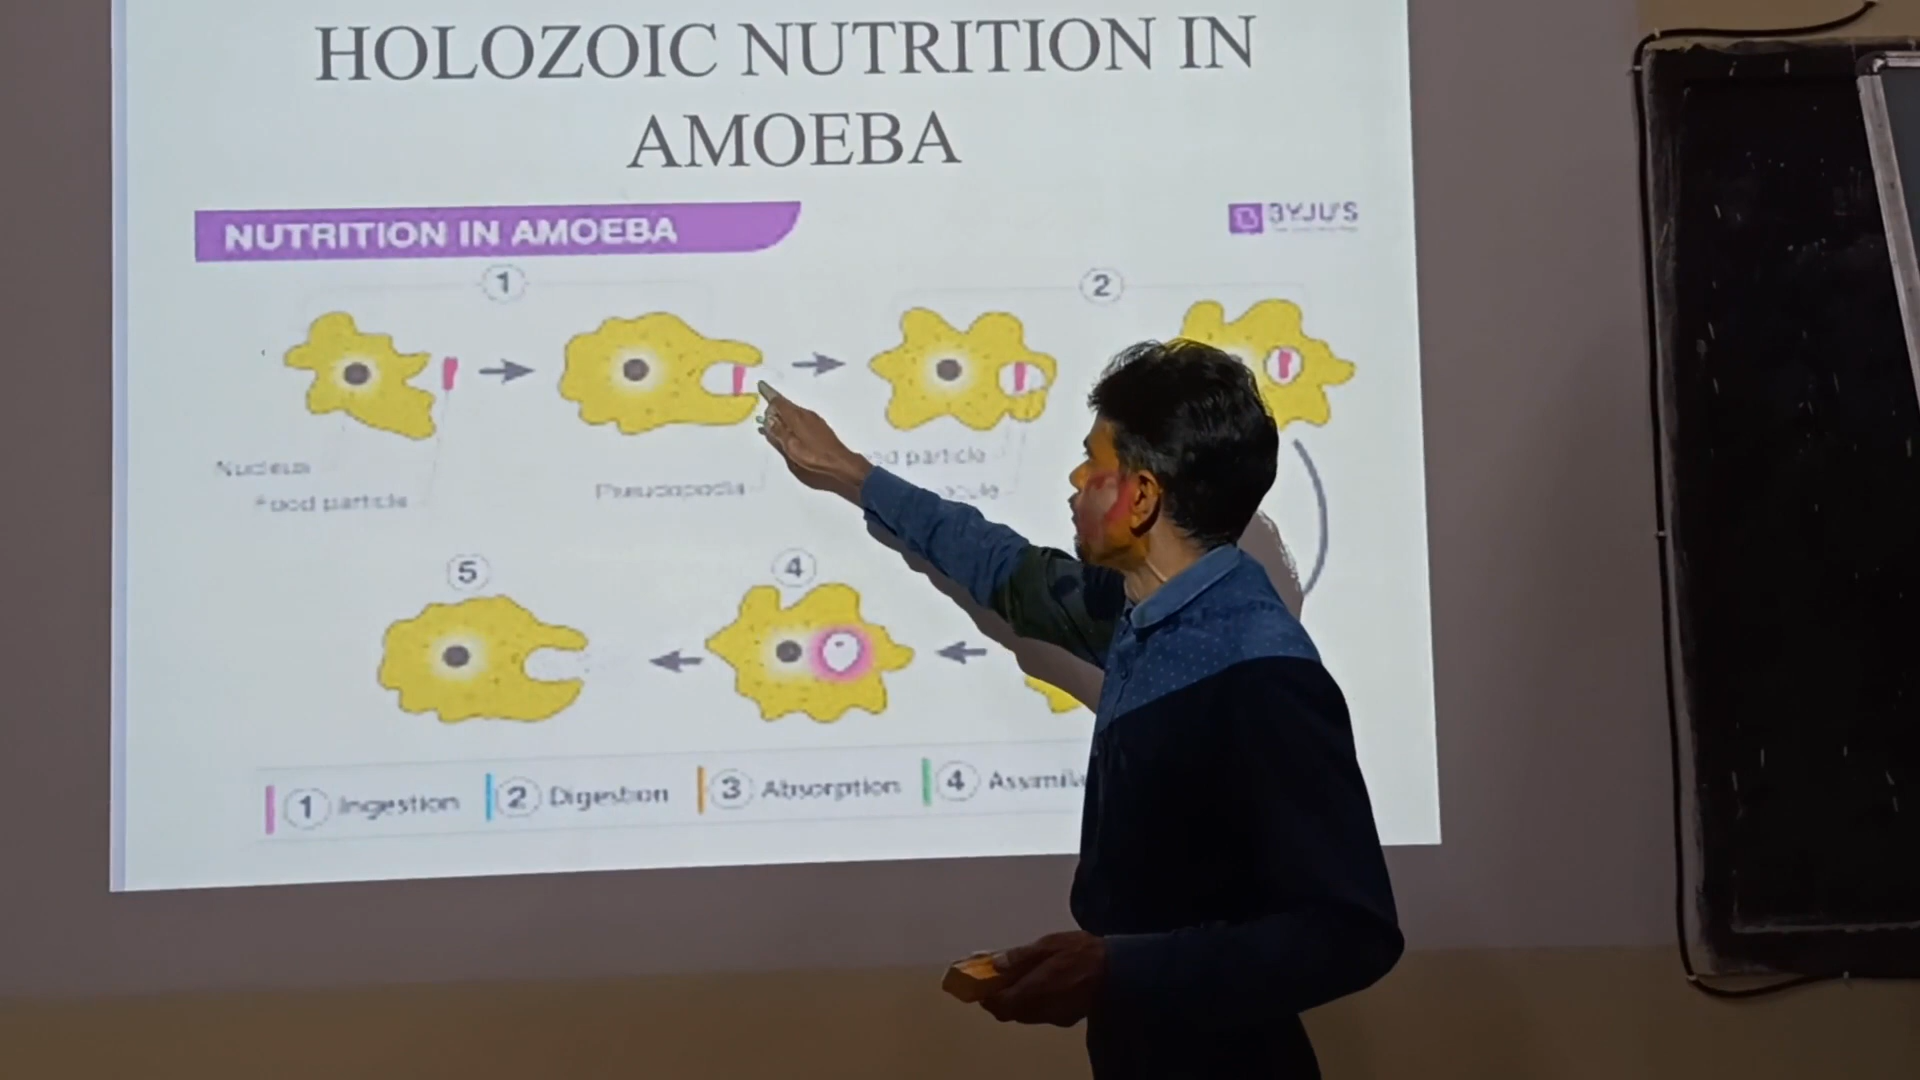 HOLOZOIC NUTRITION IN
AMOEBA
NUTRITION IN AMOEBA
BYJU'S
1
2
Nucleus
Food particle
Pseudopodia
particle
5
4
1 Ingestion 2 Digestion 3 Absorption 4